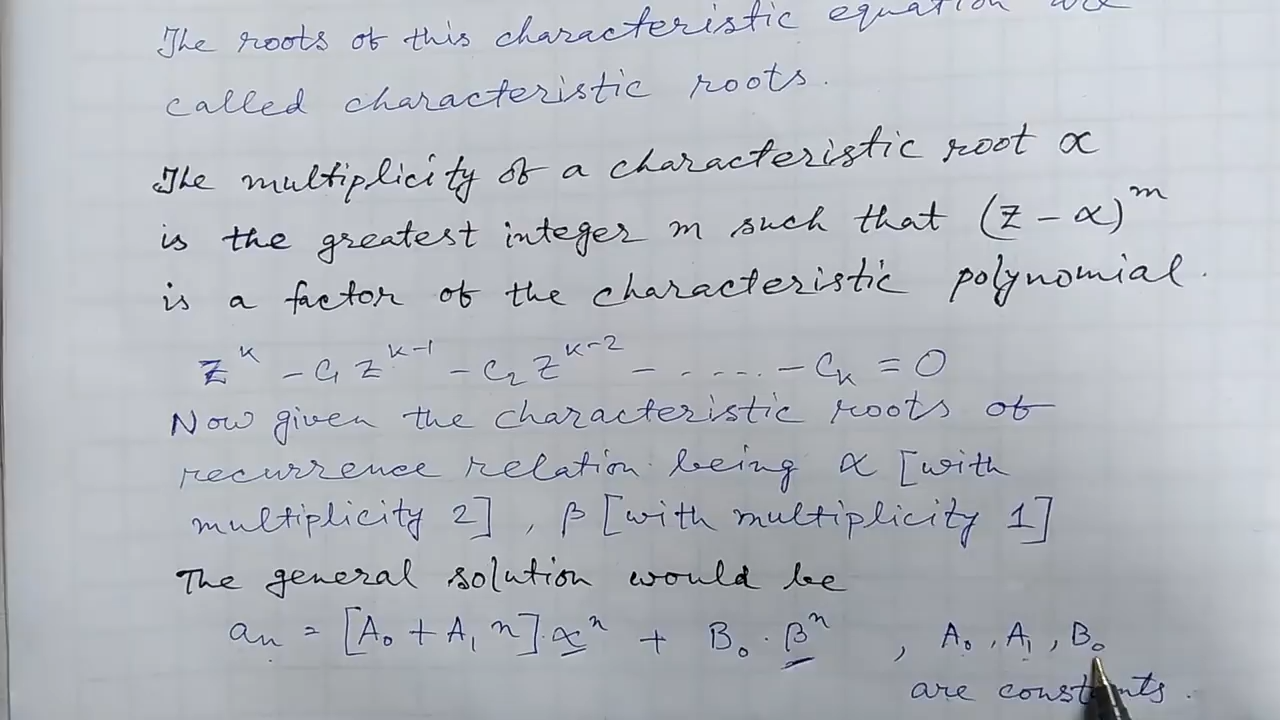 The roots of this characteristic equation are
called characteristic roots.
The multiplicity of a characteristic root α
is the greatest integer m such that (z - α)^m
is a factor of the characteristic polynomial.
z^k - c₁ z^{k-1} - c₂ z^{k-2} - ..... - c_k = 0
Now given the characteristic roots of
recurrence relation being α [with
multiplicity 2] , β [with multiplicity 1]
The general solution would be
a_n = [A₀ + A₁ n].α^n + B₀ . β^n , A₀ , A₁ , B₀
are constants.